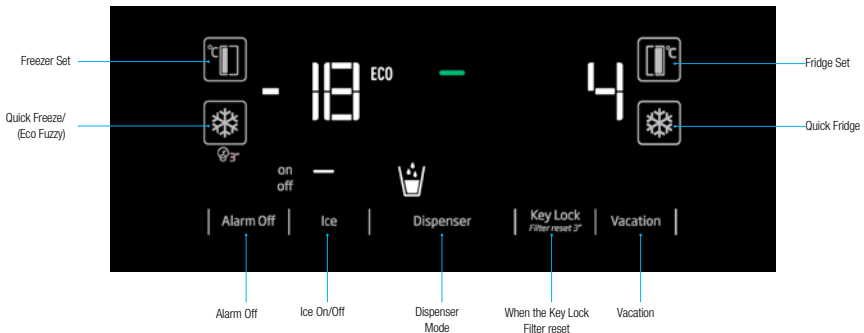 Freezer Set
Quick Freeze/
(Eco Fuzzy)
°C
-18
ECO
4
°C
3"
on
off
Alarm Off
Ice
Dispenser
Key Lock
Filter reset 3"
Vacation
Fridge Set
Quick Fridge
Alarm Off
Ice On/Off
Dispenser
Mode
When the Key Lock
Filter reset
Vacation